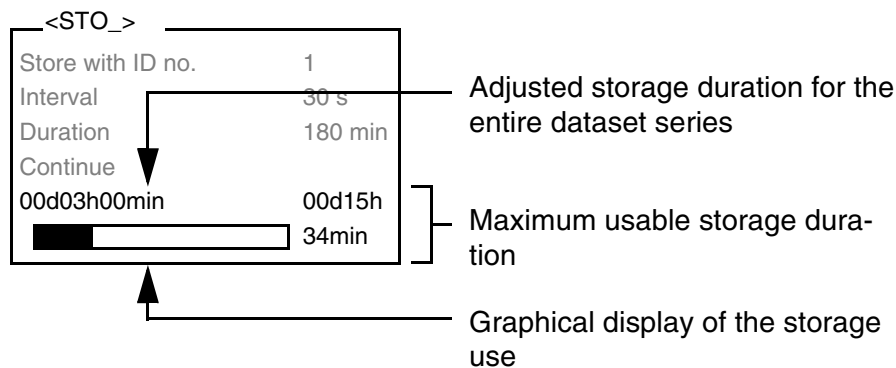 <STO_>
Store with ID no. 1
Interval 30 s
Duration 180 min
Continue
00d03h00min 00d15h
34min
Adjusted storage duration for the
entire dataset series
Maximum usable storage dura-
tion
Graphical display of the storage
use